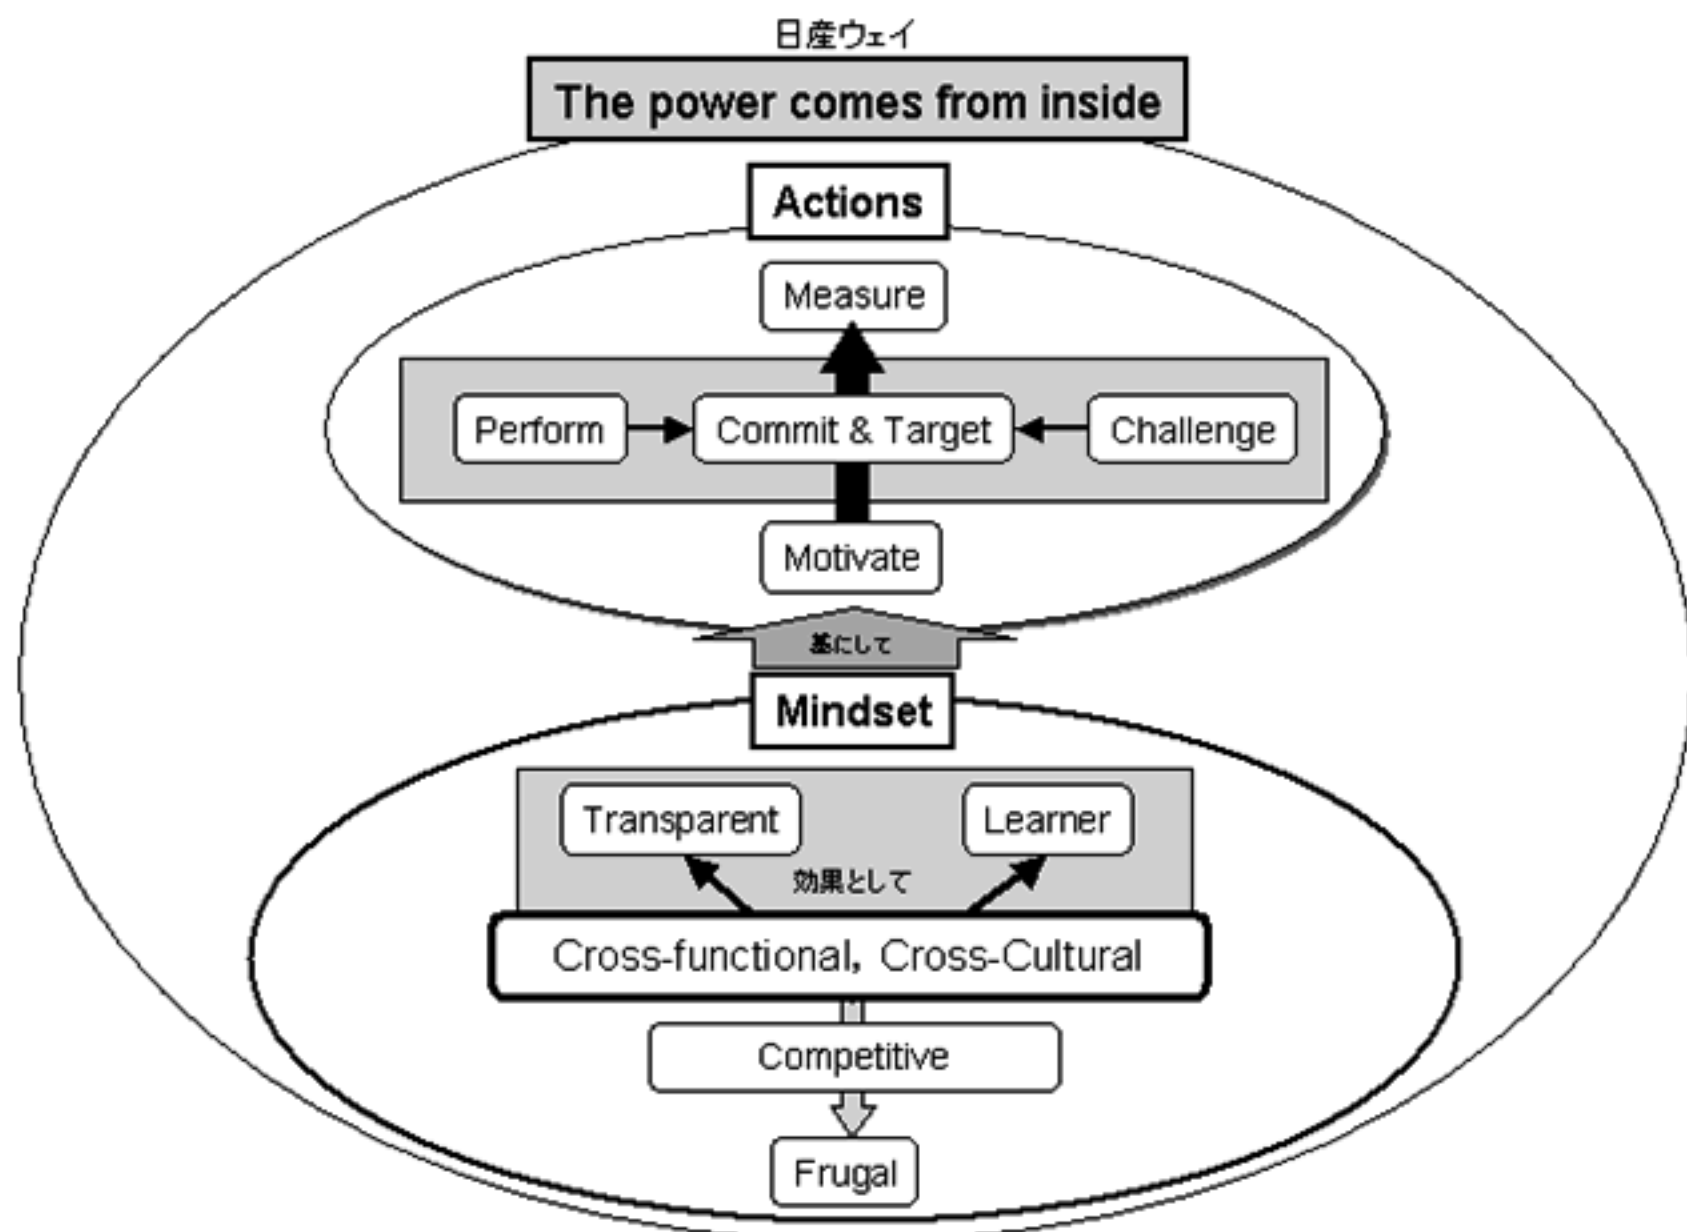 日産ウェイ
The power comes from inside
Actions
Measure
Perform
Commit & Target
Challenge
Motivate
基にして
Mindset
Transparent
Learner
効果として
Cross-functional, Cross-Cultural
Competitive
Frugal